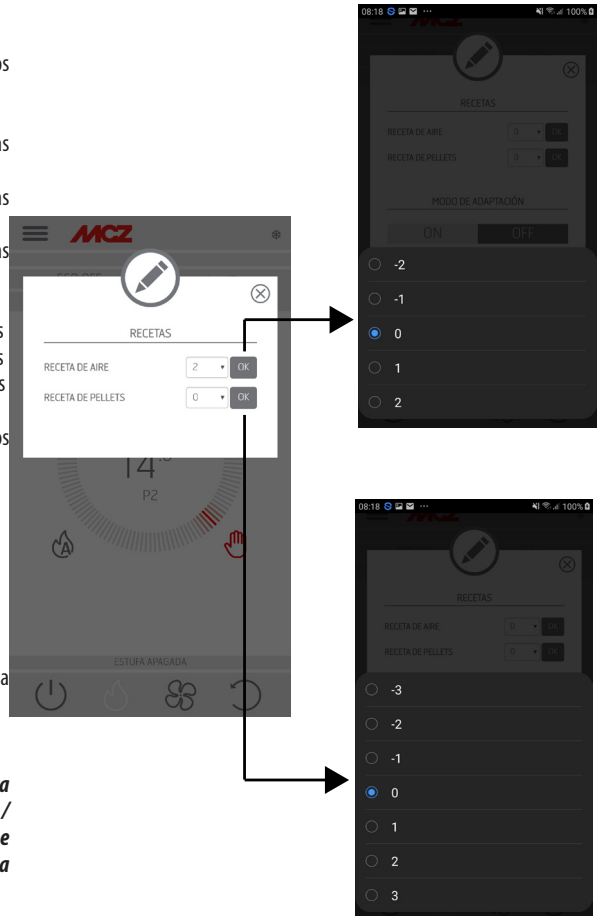 MCZ
RECETAS
RECETA DE AIRE 2 OK
RECETA DE PELLETS 0 OK
P2
ESTUFA APAGADA
08:18 100%
RECETAS
RECETA DE AIRE 0 OK
RECETA DE PELLETS 0 OK
MODO DE ADAPTACIÓN
ON OFF
-2
-1
0
1
2
08:18 100%
RECETAS
RECETA DE AIRE 0 OK
RECETA DE PELLETS 0 OK
-3
-2
-1
0
1
2
3